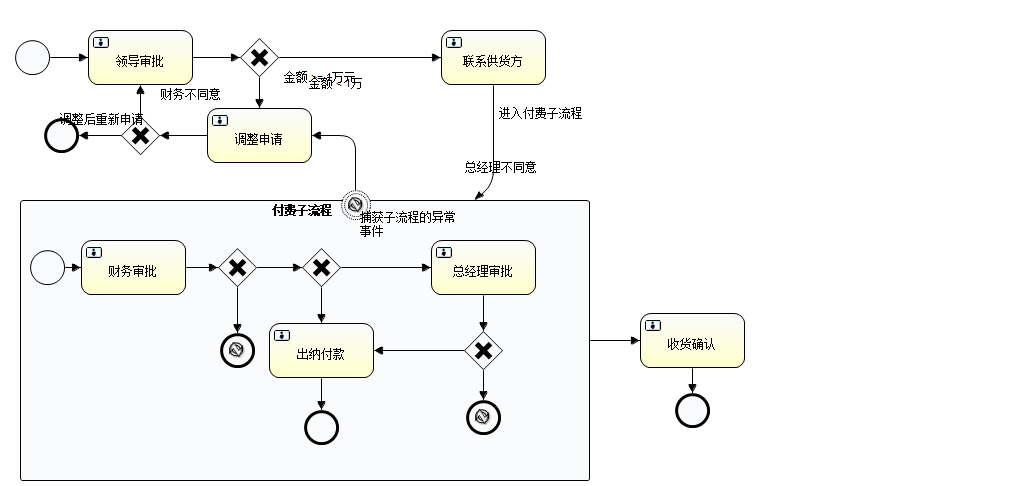 领导审批
联系供货方
金额 >= 1万元
金额 < 1万
财务不同意
进入付费子流程
调整后重新申请
调整申请
总经理不同意
付费子流程
捕获子流程的异常
事件
财务审批
总经理审批
出纳付款
收货确认